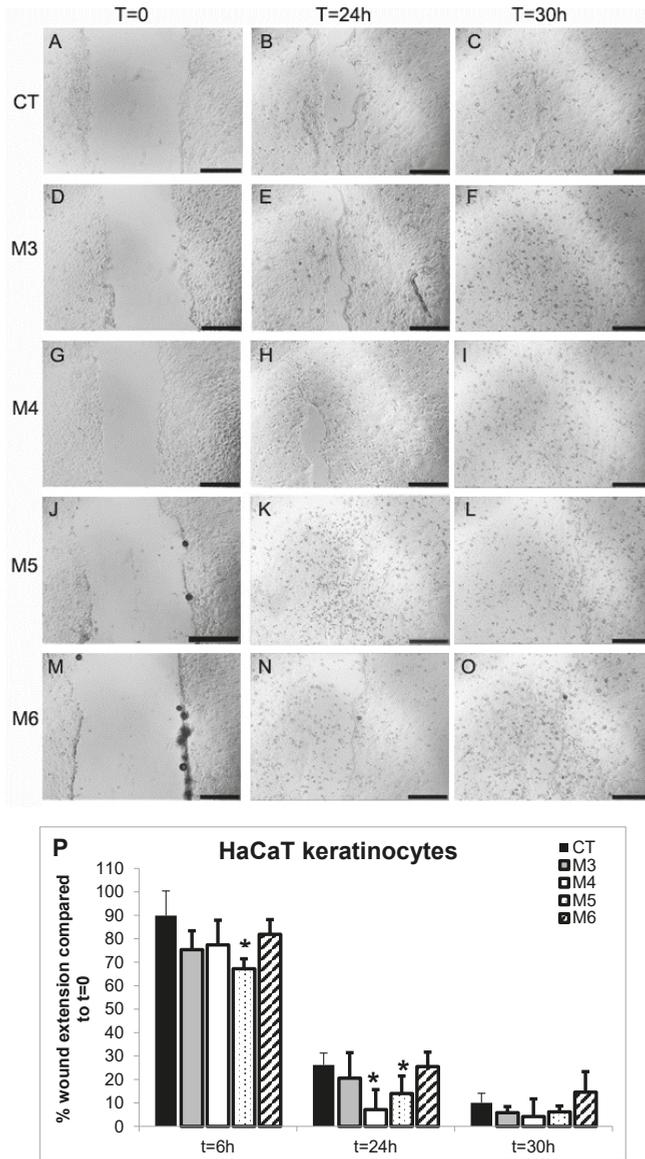 T=0 T=24h T=30h
A B C
CT
D E F
M3
G H I
M4
J K L
M5
M N O
M6
P HaCaT keratinocytes
CT
M3
M4
M5
M6
% wound extension compared
to t=0
110
100
90
80
70
60
50
40
30
20
10
0
*
* *
t=6h t=24h t=30h